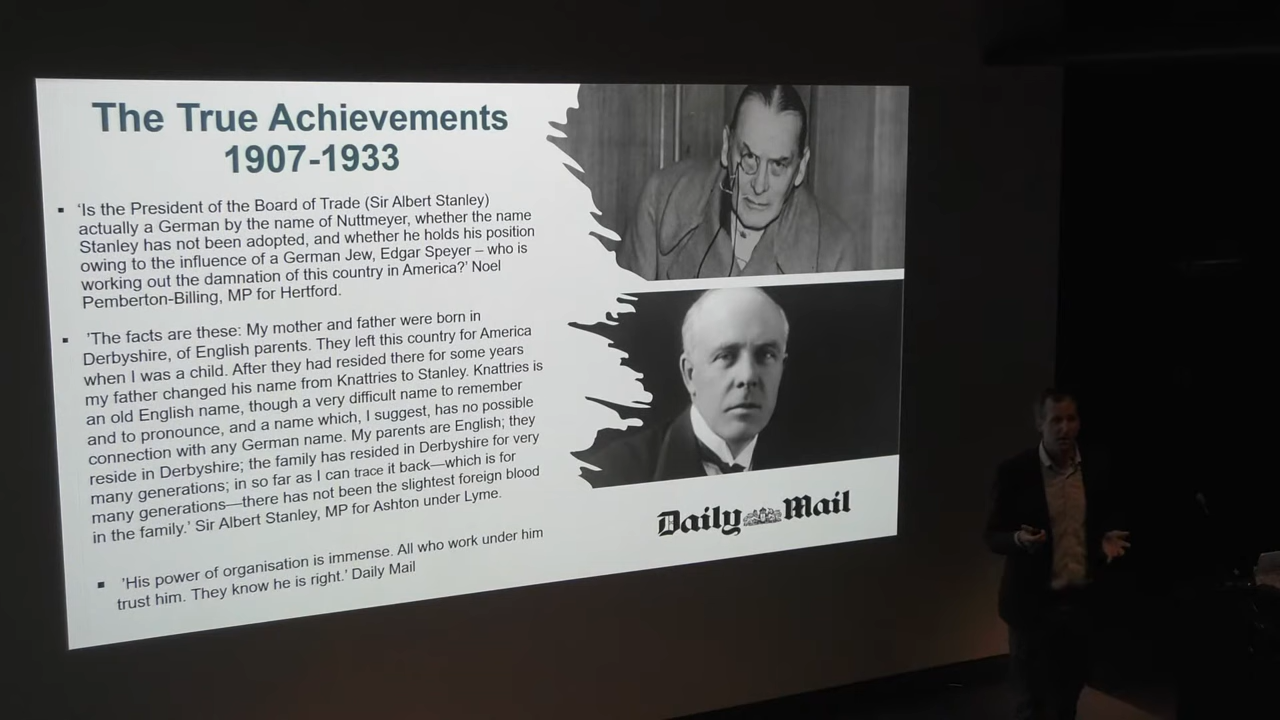 The True Achievements
1907-1933
▪ ‘Is the President of the Board of Trade (Sir Albert Stanley)
actually a German by the name of Nuttmeyer, whether the name
Stanley has not been adopted, and whether he holds his position
owing to the influence of a German Jew, Edgar Speyer – who is
working out the damnation of this country in America?’ Noel
Pemberton-Billing, MP for Hertford.
▪ ’The facts are these: My mother and father were born in
Derbyshire, of English parents. They left this country for America
when I was a child. After they had resided there for some years
my father changed his name from Knattries to Stanley. Knattries is
an old English name, though a very difficult name to remember
and to pronounce, and a name which, I suggest, has no possible
connection with any German name. My parents are English; they
reside in Derbyshire; the family has resided in Derbyshire for very
many generations; in so far as I can trace it back—which is for
many generations—there has not been the slightest foreign blood
in the family.’ Sir Albert Stanley, MP for Ashton under Lyme.
▪ ’His power of organisation is immense. All who work under him
trust him. They know he is right.’ Daily Mail
Daily Mail